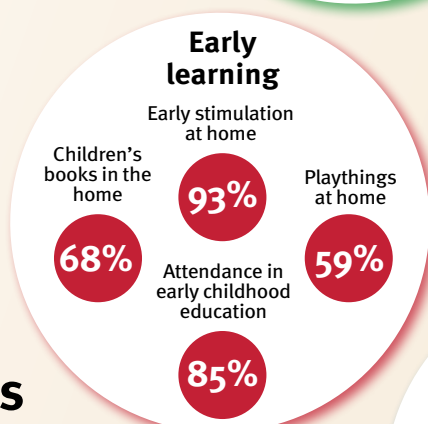 Early
learning
Early stimulation
at home
93%
Children’s
books in the
home
68%
Playthings
at home
59%
Attendance in
early childhood
education
85%
s